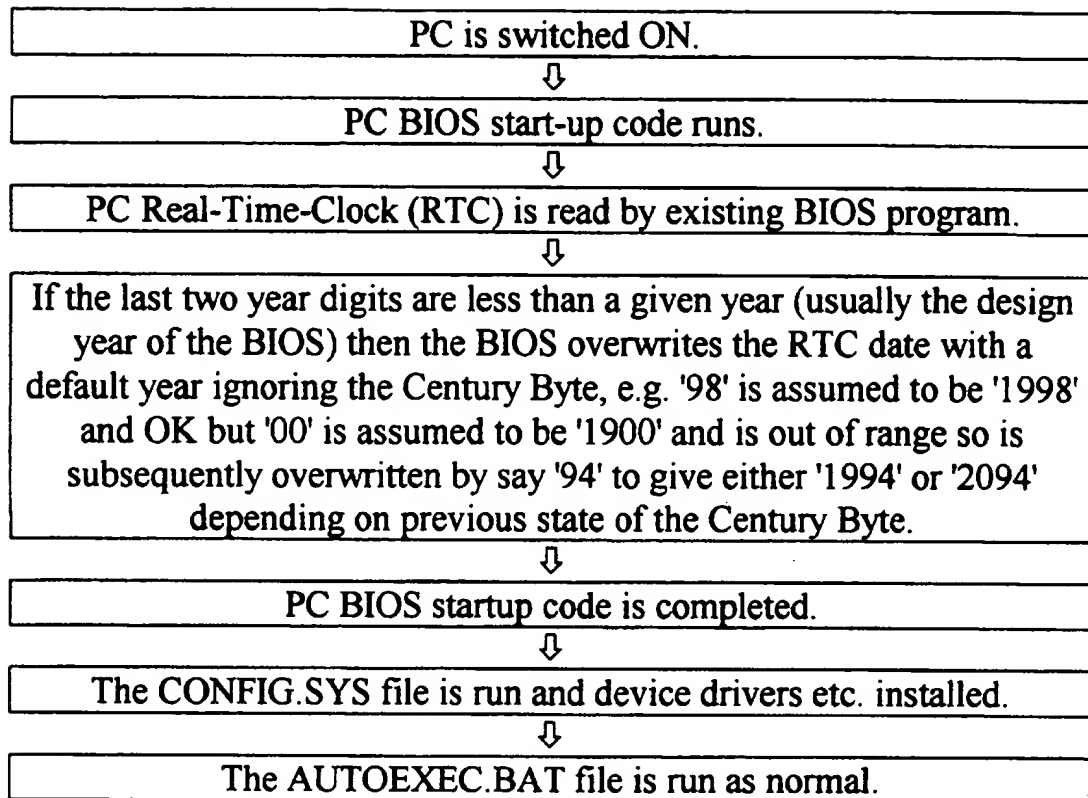 PC is switched ON.
PC BIOS start-up code runs.
PC Real-Time-Clock (RTC) is read by existing BIOS program.
If the last two year digits are less than a given year (usually the design
year of the BIOS) then the BIOS overwrites the RTC date with a
default year ignoring the Century Byte, e.g. '98' is assumed to be '1998'
and OK but '00' is assumed to be '1900' and is out of range so is
subsequently overwritten by say '94' to give either '1994' or '2094'
depending on previous state of the Century Byte.
PC BIOS startup code is completed.
The CONFIG.SYS file is run and device drivers etc. installed.
The AUTOEXEC.BAT file is run as normal.